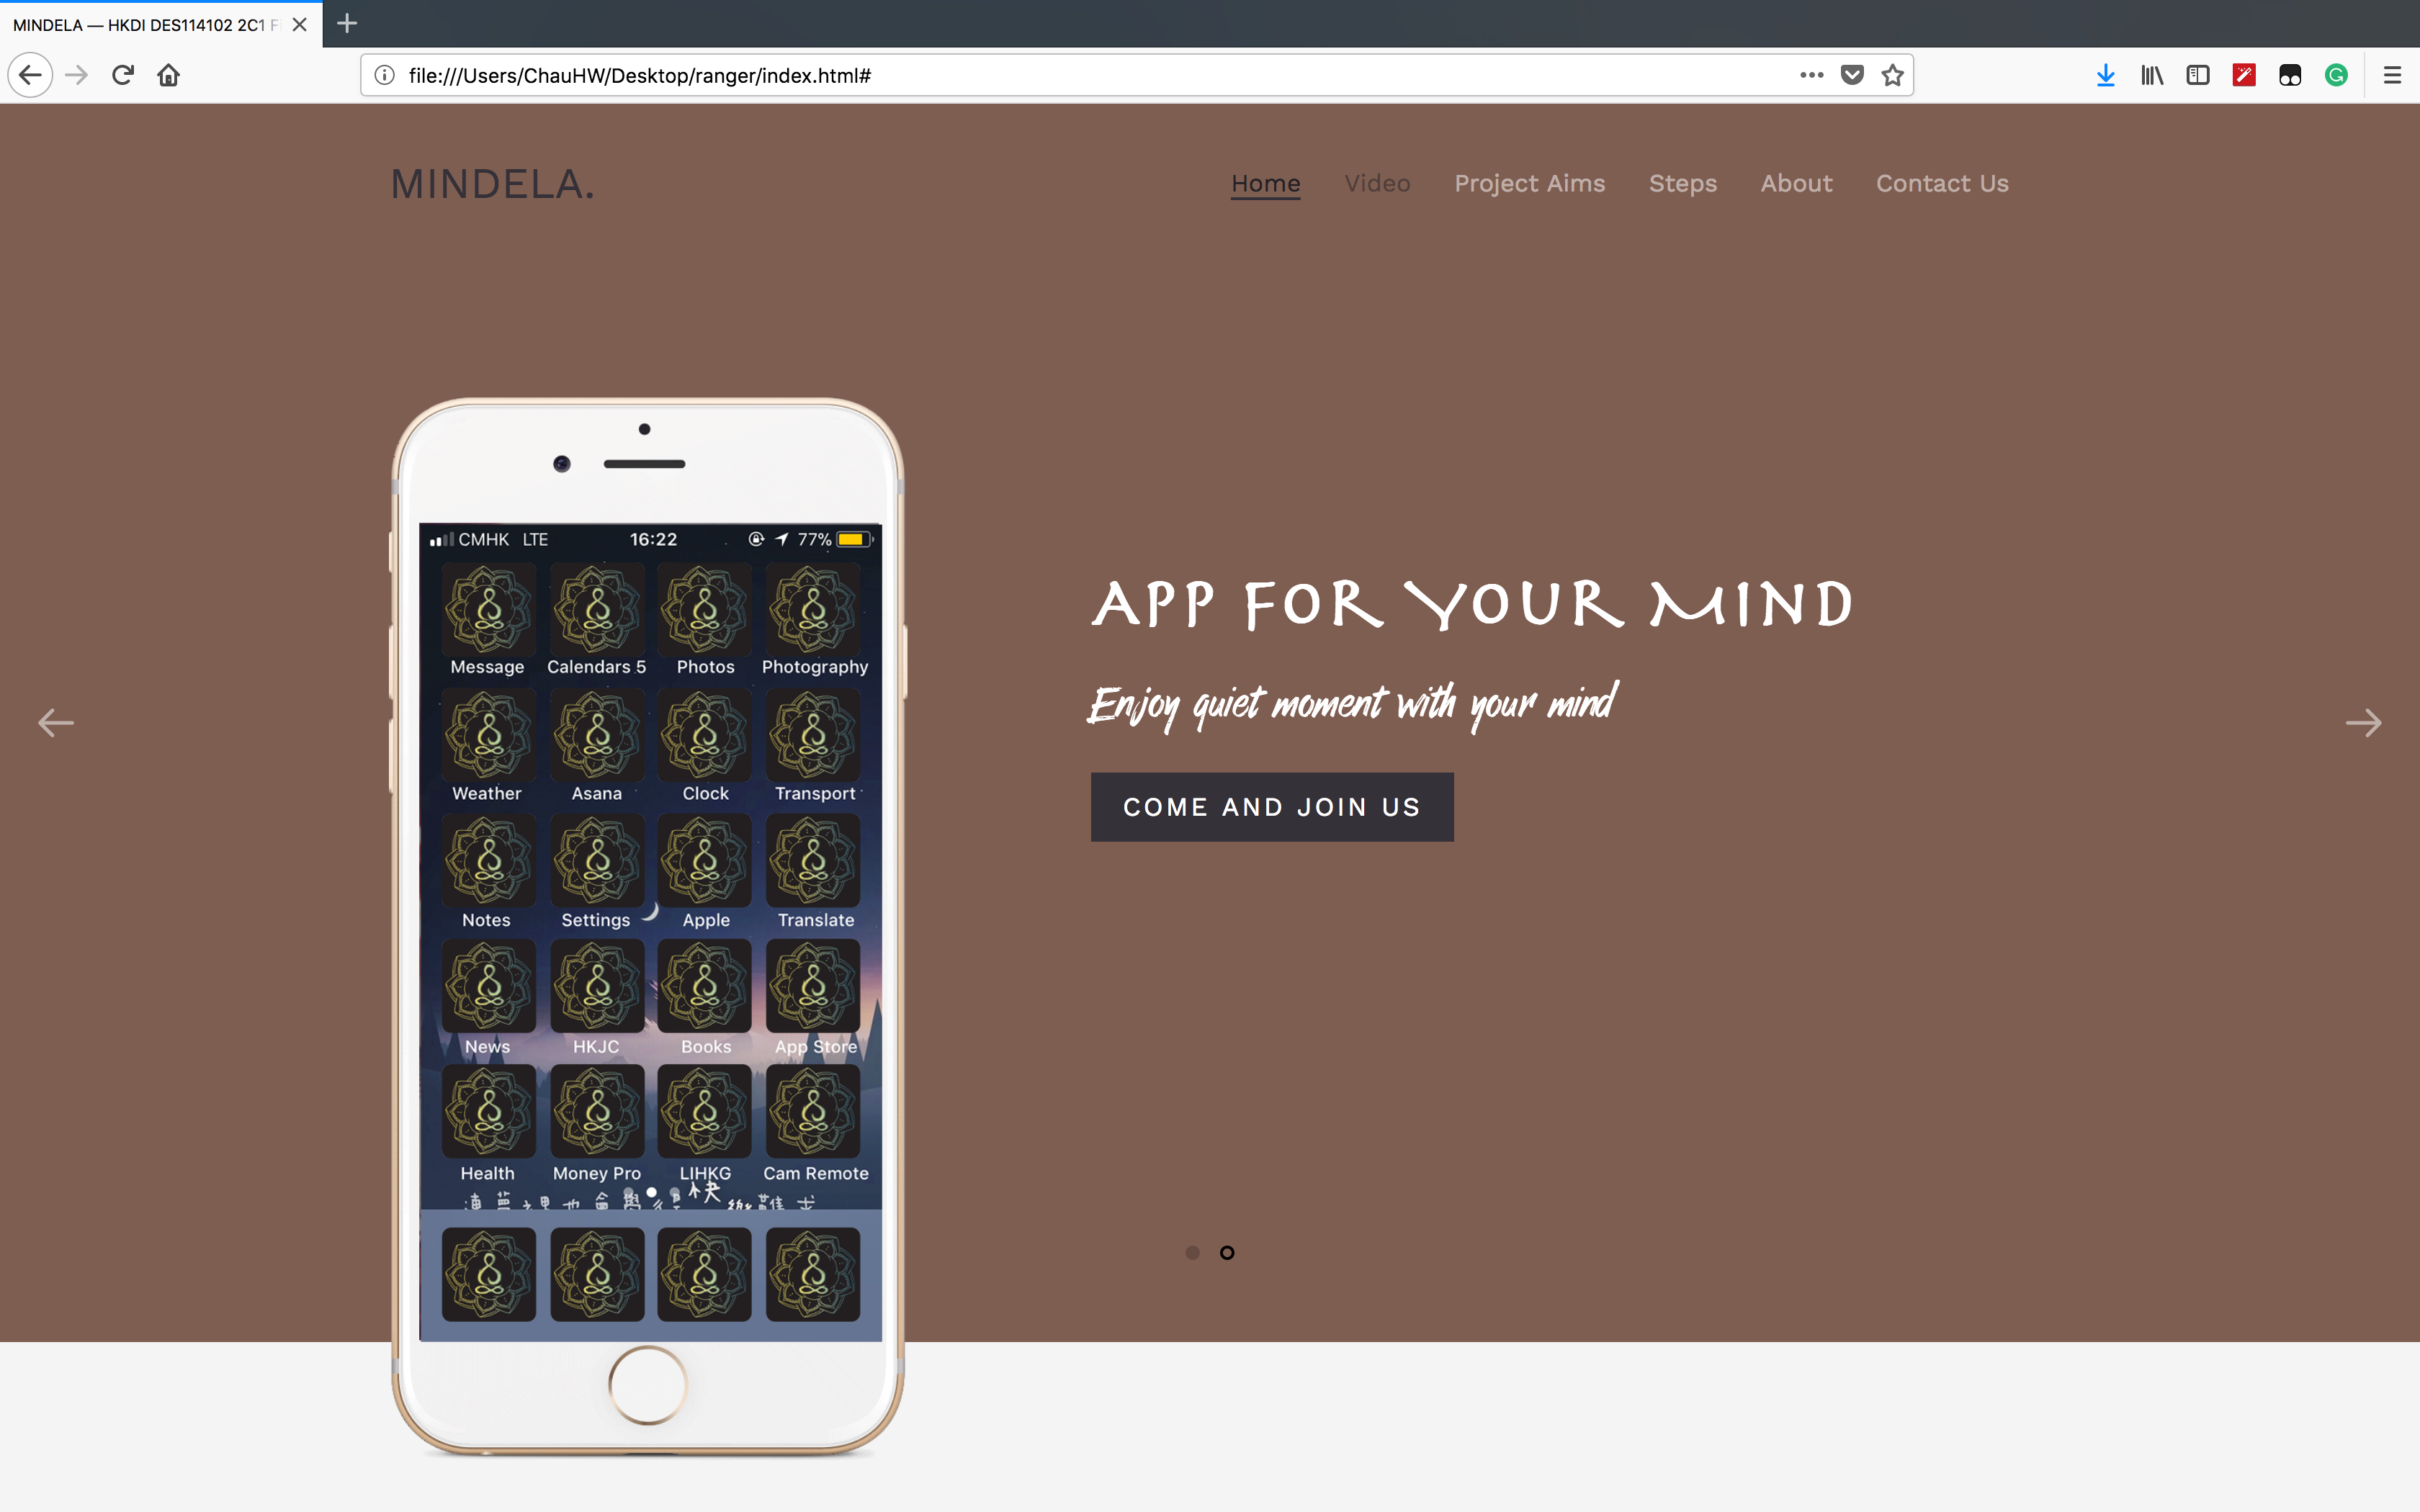 MINDELA — HKDI DES114102 2C1 F
file:///Users/ChauHW/Desktop/ranger/index.html#
MINDELA.
Home Video Project Aims Steps About Contact Us
CMHK LTE 16:22 77%
Message Calendars 5 Photos Photography
Weather Asana Clock Transport
Notes Settings Apple Translate
News HKJC Books App Store
Health Money Pro LIHKG Cam Remote
APP FOR YOUR MIND
Enjoy quiet moment with your mind
COME AND JOIN US